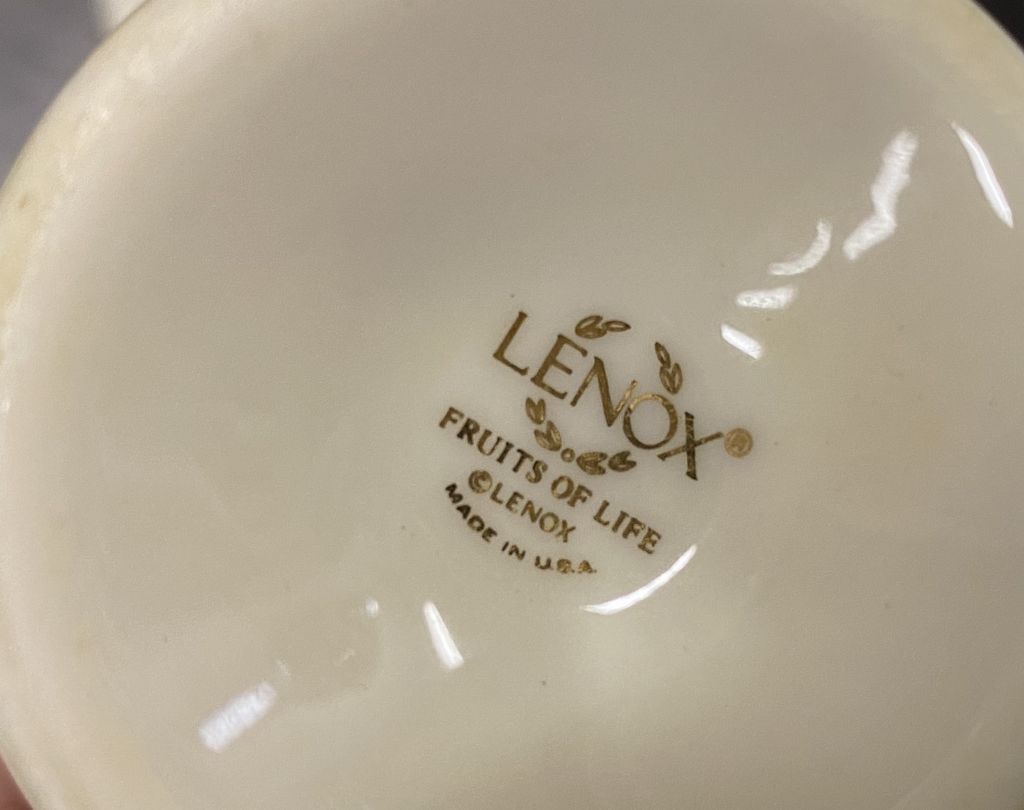 LENOX®
FRUITS OF LIFE
©LENOX
MADE IN U.S.A.